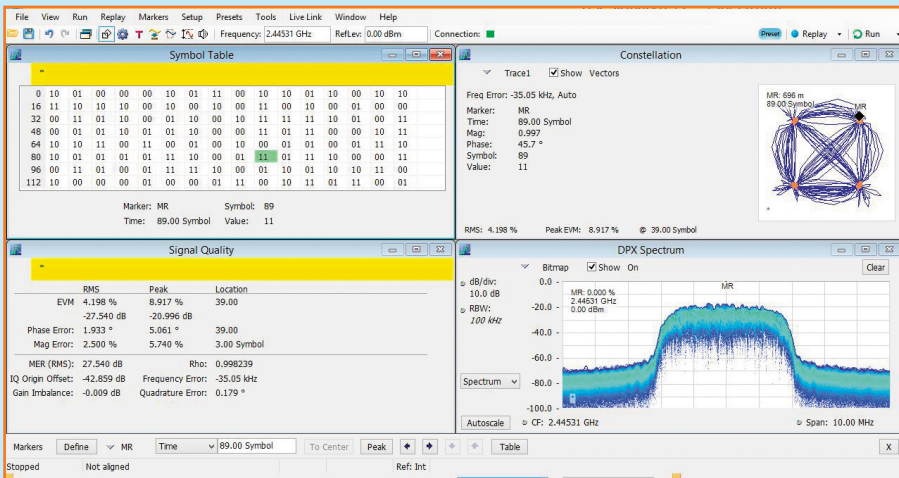 File View Run Replay Markers Setup Presets Tools Live Link Window Help
Frequency: 2.44531 GHz RefLev: 0.00 dBm Connection: Preset Replay Run
Symbol Table
0 10 01 00 00 00 10 01 11 00 10 10 01 10 00 10 10
16 11 10 10 10 00 10 00 10 00 11 00 10 00 01 00 00
32 00 11 01 10 00 01 00 10 10 11 11 11 10 01 10 11
48 00 01 01 10 01 01 10 00 00 11 01 11 00 00 10 11
64 10 10 11 00 11 00 01 00 10 00 01 01 00 01 11 10
80 10 01 01 01 01 11 10 00 01 11 01 11 10 00 00 11
96 00 11 01 00 01 11 11 10 00 01 10 01 10 10 11 00
112 10 00 00 00 01 00 00 01 11 00 10 11 01 11 00 01
Marker: MR Symbol: 89
Time: 89.00 Symbol Value: 11
Constellation
Trace1 Show Vectors
Freq Error: -35.05 kHz, Auto
Marker: MR
Time: 89.00 Symbol
Mag: 0.997
Phase: 45.7 °
Symbol: 89
Value: 11
MR: 696 m
89.00 Symbol MR
RMS: 4.198 % Peak EVM: 8.917 % @ 39.00 Symbol
Signal Quality
RMS Peak Location
EVM 4.198 % 8.917 % 39.00
-27.540 dB -20.996 dB
Phase Error: 1.933 ° 5.061 ° 39.00
Mag Error: 2.500 % 5.740 % 3.00 Symbol
MER (RMS): 27.540 dB Rho: 0.998239
IQ Origin Offset: -42.859 dB Frequency Error: -35.05 kHz
Gain Imbalance: -0.009 dB Quadrature Error: 0.179 °
DPX Spectrum
Bitmap Show On Clear
dB/div:
10.0 dB
RBW:
100 kHz
0.0
-20.0
-40.0
-60.0
-80.0
-100.0
MR: 0.000 %
2.44531 GHz
0.00 dBm
MR
Spectrum
Autoscale CF: 2.44531 GHz Span: 10.00 MHz
Markers Define MR Time 89.00 Symbol To Center Peak Table X
Stopped Not aligned Ref: Int